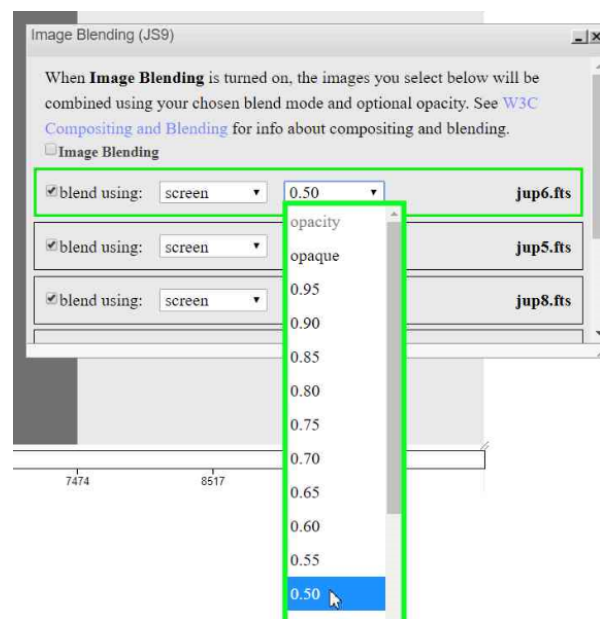 Image Blending (JS9)
When Image Blending is turned on, the images you select below will be
combined using your chosen blend mode and optional opacity. See W3C
Compositing and Blending for info about compositing and blending.
Image Blending
blend using: screen 0.50 jup6.fts
opacity
blend using: screen jup5.fts
opaque
0.95
blend using: screen jup8.fts
0.90
0.85
0.80
0.75
0.70
7474 8517
0.65
0.60
0.55
0.50